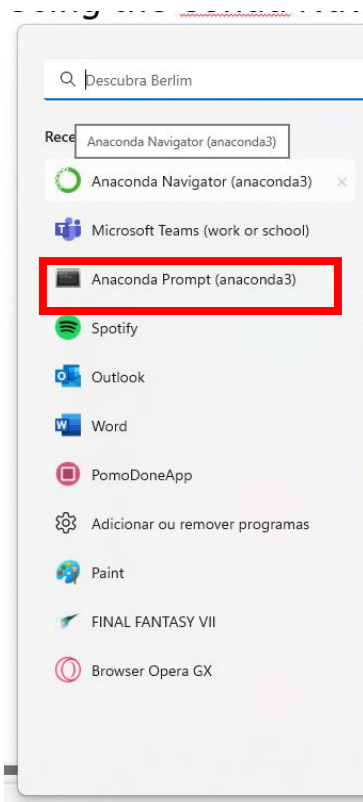 Descubra Berlim
Rece
Anaconda Navigator (anaconda3)
Anaconda Navigator (anaconda3)
Microsoft Teams (work or school)
Anaconda Prompt (anaconda3)
Spotify
Outlook
Word
PomoDoneApp
Adicionar ou remover programas
Paint
FINAL FANTASY VII
Browser Opera GX